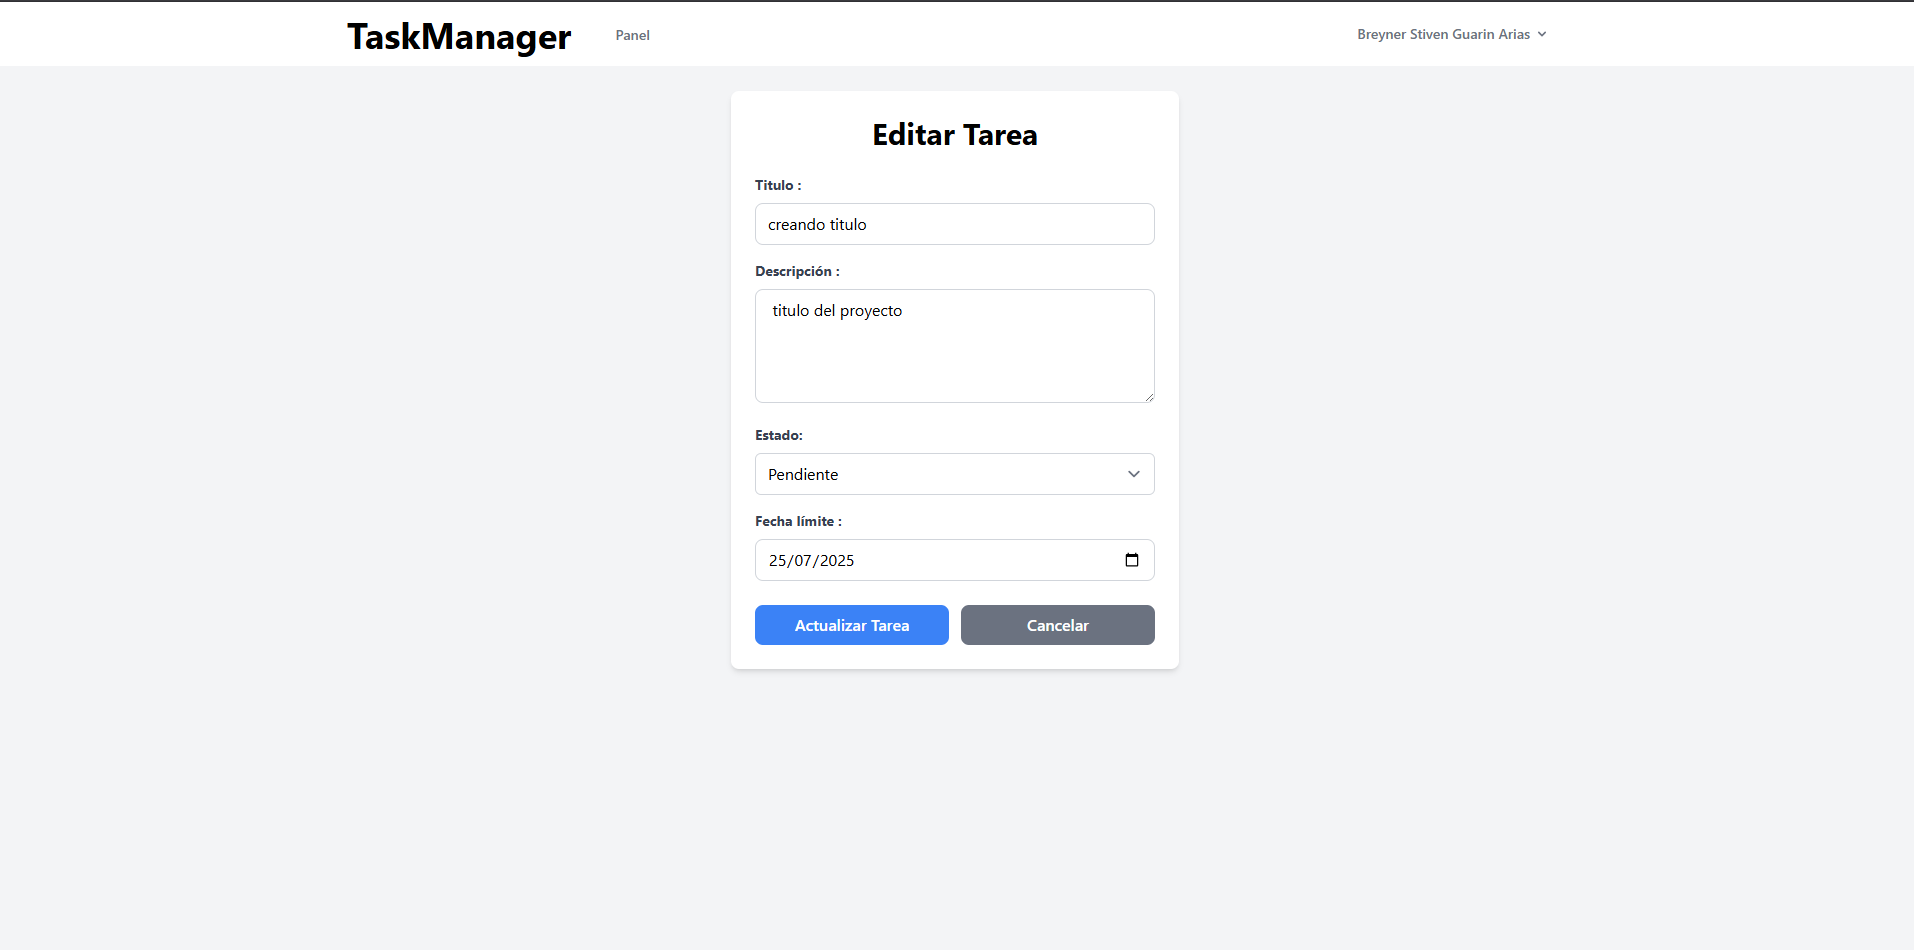 TaskManager
Panel
Breyner Stiven Guarin Arias
Editar Tarea
Titulo :
creando titulo
Descripción :
titulo del proyecto
Estado:
Pendiente
Fecha límite :
25/07/2025
Actualizar Tarea
Cancelar